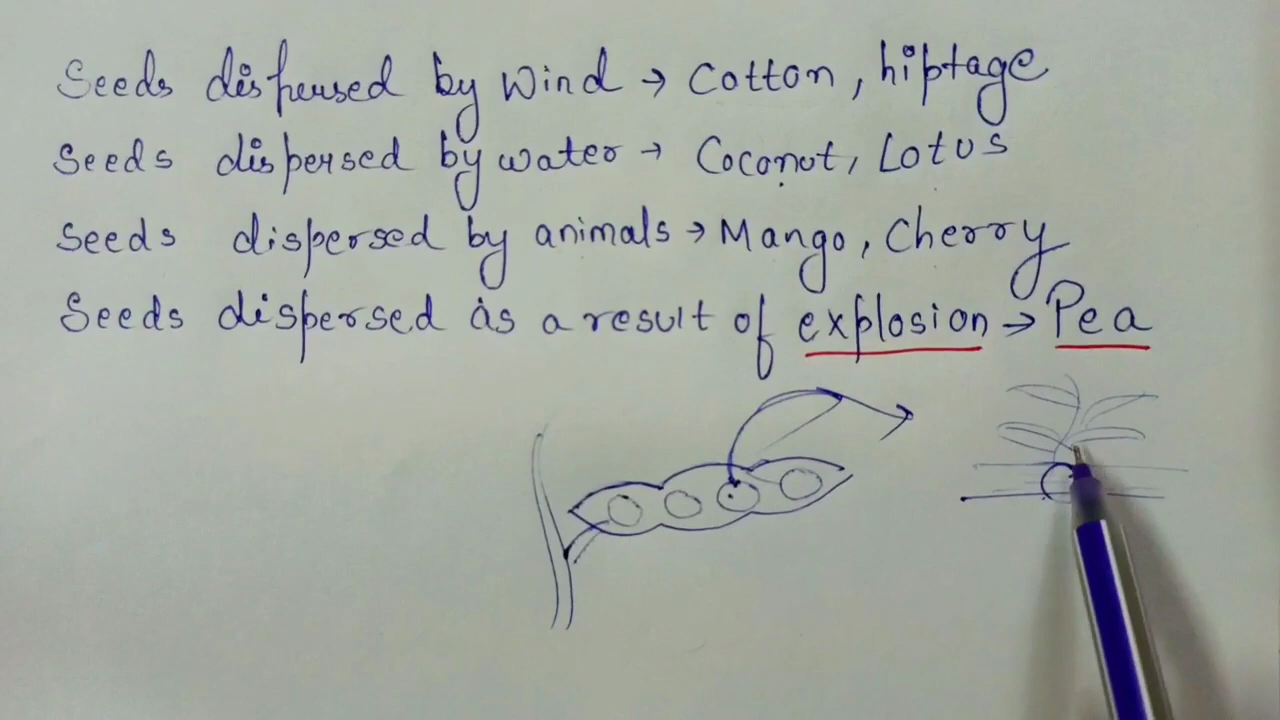 Seeds dispersed by Wind → Cotton, hiptage
Seeds dispersed by water → Coconut, Lotus
Seeds dispersed by animals → Mango, Cherry
Seeds dispersed as a result of explosion → Pea